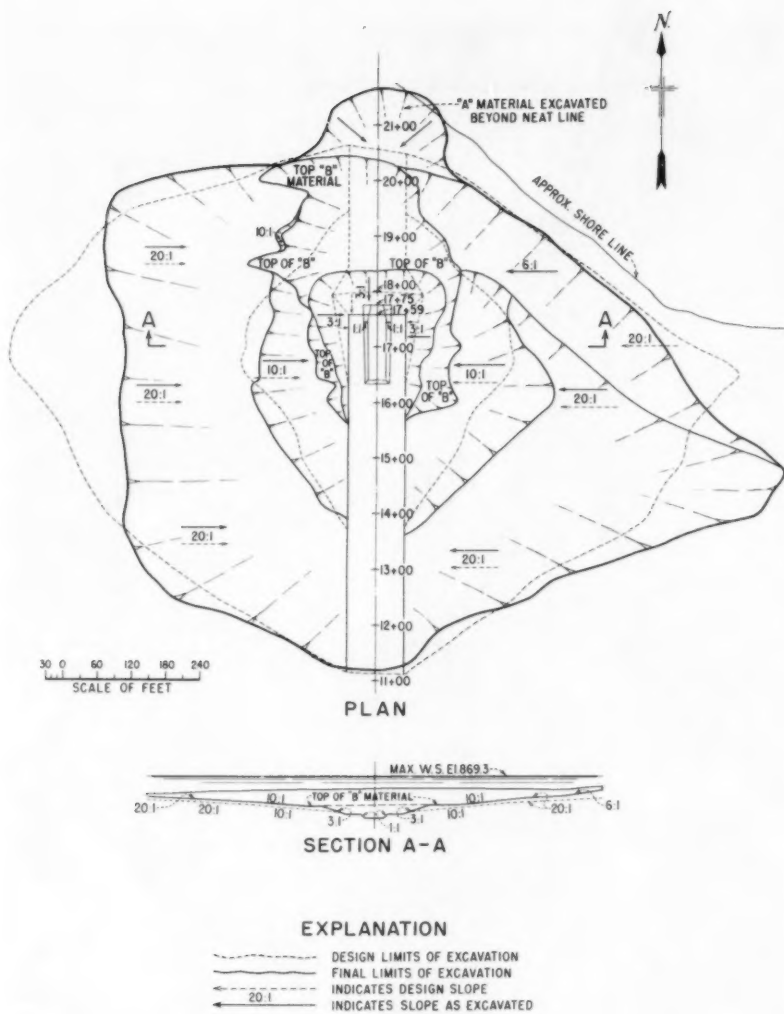 N.
"A" MATERIAL EXCAVATED
BEYOND NEAT LINE
21+00
TOP "B"
MATERIAL
20+00
APPROX. SHORE LINE
10:1
19+00
20:1
TOP OF "B"
TOP OF "B"
6:1
18+00
3:1
17+75
17+59
A
3:1
1:1
1:1
3:1
A
17+00
20:1
TOP OF "B"
10:1
10:1
20:1
TOP OF "B"
16+00
20:1
15+00
14+00
20:1
20:1
13+00
12+00
30 0 60 120 180 240
SCALE OF FEET
11+00
PLAN
MAX. W. S. El 869.3
20:1
20:1
10:1
TOP OF "B" MATERIAL
10:1
20:1
6:1
10:1
3:1
1:1
3:1
10:1
SECTION A-A
EXPLANATION
DESIGN LIMITS OF EXCAVATION
FINAL LIMITS OF EXCAVATION
INDICATES DESIGN SLOPE
20:1
INDICATES SLOPE AS EXCAVATED